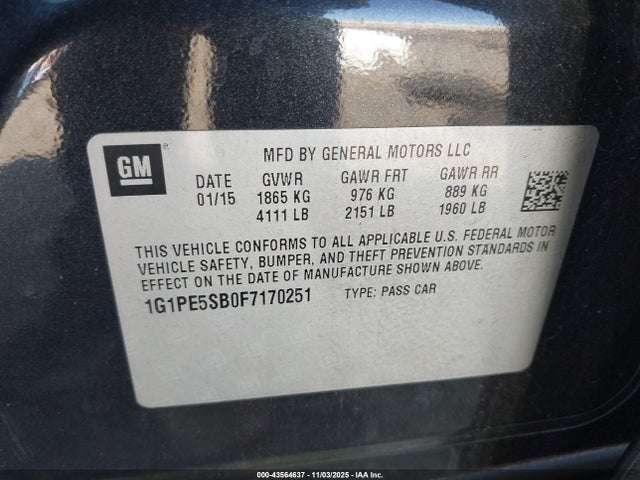 GM
MFD BY GENERAL MOTORS LLC
DATE GVWR GAWR FRT GAWR RR
01/15 1865 KG 976 KG 889 KG
4111 LB 2151 LB 1960 LB
THIS VEHICLE CONFORMS TO ALL APPLICABLE U.S. FEDERAL MOTOR
VEHICLE SAFETY, BUMPER, AND THEFT PREVENTION STANDARDS IN
EFFECT ON THE DATE OF MANUFACTURE SHOWN ABOVE.
1G1PE5SB0F7170251 TYPE: PASS CAR
000-43564637 - 11/03/2025 - IAA Inc.